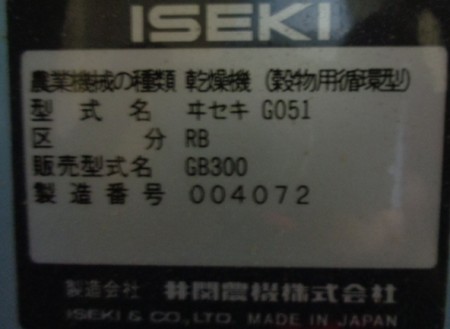 ISEKI
農業機械の種類 乾燥機 (穀物用循環型)
型式名 ヰセキ G051
区分 RB
販売型式名 GB300
製造番号 004072
製造会社 井関農機株式会社
ISEKI & CO., LTD. MADE IN JAPAN